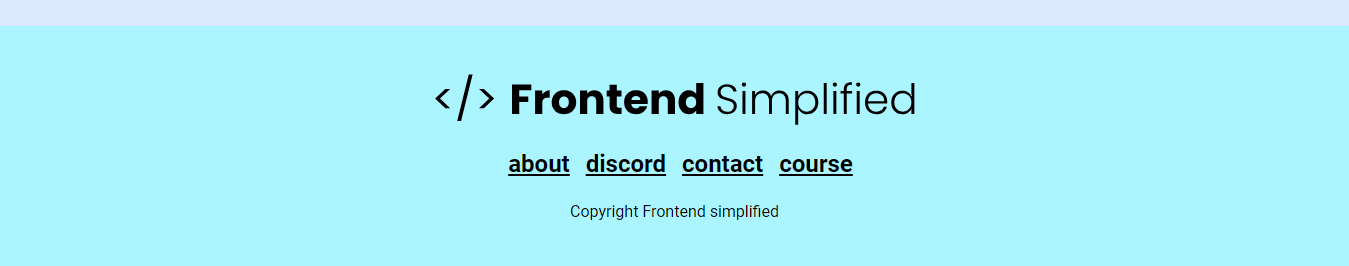 </> Frontend Simplified
about discord contact course
Copyright Frontend simplified